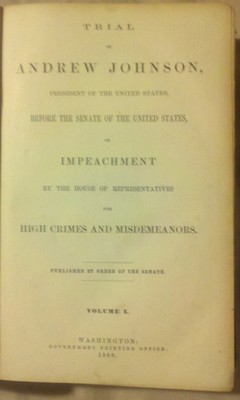 TRIAL
OF
ANDREW JOHNSON,
PRESIDENT OF THE UNITED STATES,
BEFORE THE SENATE OF THE UNITED STATES,
ON
IMPEACHMENT
BY THE HOUSE OF REPRESENTATIVES
FOR
HIGH CRIMES AND MISDEMEANORS.
PUBLISHED BY ORDER OF THE SENATE.
VOLUME I.
WASHINGTON:
GOVERNMENT PRINTING OFFICE.
1868.